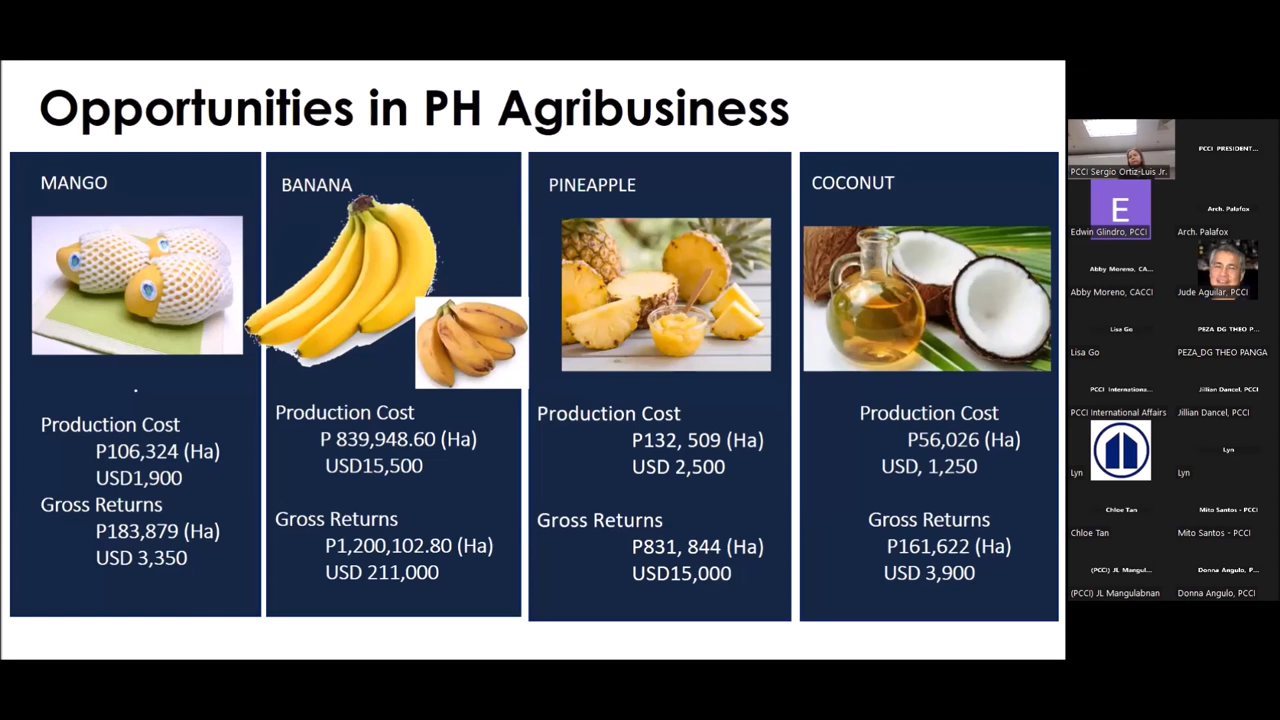 Opportunities in PH Agribusiness
MANGO
Production Cost
P106,324 (Ha)
USD1,900
Gross Returns
P183,879 (Ha)
USD 3,350
BANANA
Production Cost
P 839,948.60 (Ha)
USD15,500
Gross Returns
P1,200,102.80 (Ha)
USD 211,000
PINEAPPLE
Production Cost
P132, 509 (Ha)
USD 2,500
Gross Returns
P831, 844 (Ha)
USD15,000
COCONUT
Production Cost
P56,026 (Ha)
USD, 1,250
Gross Returns
P161,622 (Ha)
USD 3,900
PCCI Sergio Ortiz-Luis Jr.
PCCI PRESIDENT...
E
Edwin Glindro, PCCI
Arch. Palafox
Arch. Palafox
Abby Moreno, CA...
Abby Moreno, CACCI
Jude Aguilar, PCCI
Lisa Go
Lisa Go
PEZA DG THEO P...
PEZA_DG THEO PANGA
PCCI Internationa...
PCCI International Affairs
Jillian Dancel, PCCI
Jillian Dancel, PCCI
Lyn
Lyn
Lyn
Chloe Tan
Chloe Tan
Mito Santos - PCCI
Mito Santos - PCCI
(PCCI) JL Mangul...
(PCCI) JL Mangulabnan
Donna Angulo, P...
Donna Angulo, PCCI